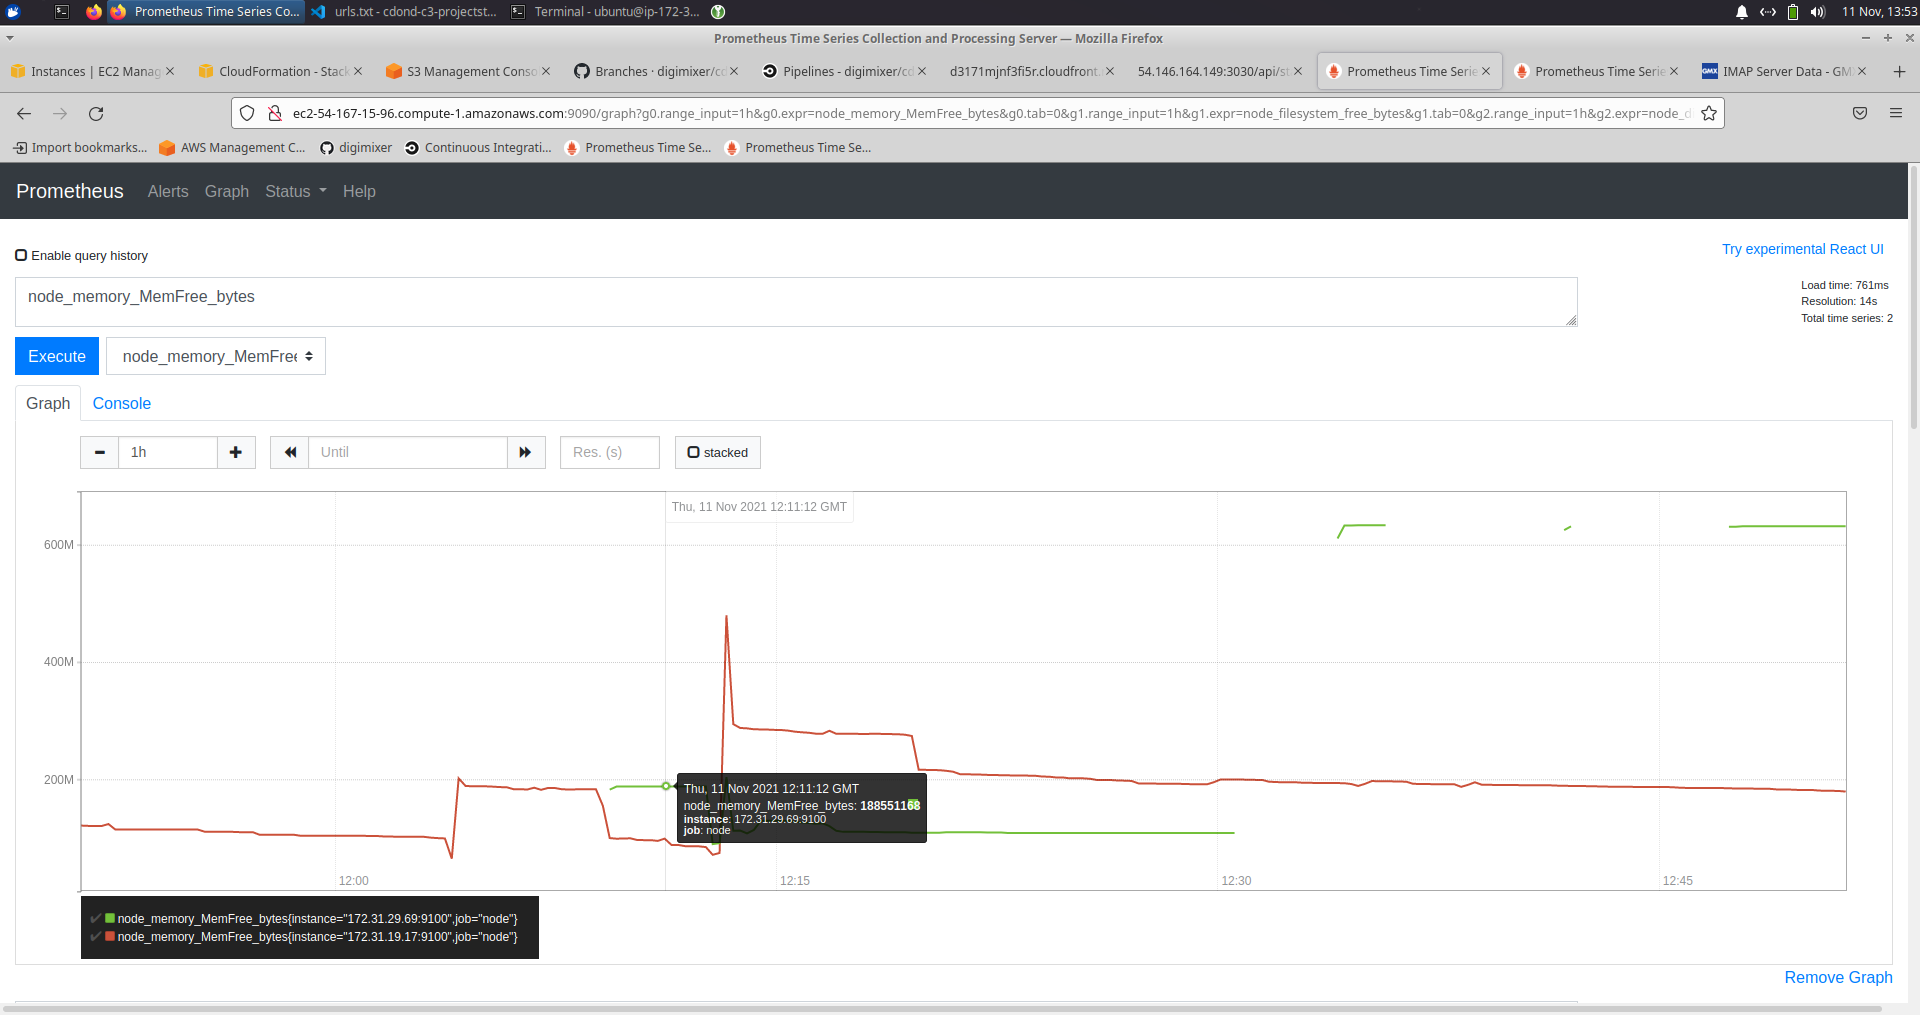 Prometheus Time Series Co...
urls.txt - cdond-c3-projectst...
Terminal - ubuntu@ip-172-3...
11 Nov, 13:53
Prometheus Time Series Collection and Processing Server — Mozilla Firefox
Instances | EC2 Manag
CloudFormation - Stack
S3 Management Conso
Branches · digimixer/cd
Pipelines - digimixer/cd
d3171mjnf3fi5r.cloudfront.
54.146.164.149:3030/api/st
Prometheus Time Serie
Prometheus Time Serie
IMAP Server Data - GM
ec2-54-167-15-96.compute-1.amazonaws.com:9090/graph?g0.range_input=1h&g0.expr=node_memory_MemFree_bytes&g0.tab=0&g1.range_input=1h&g1.expr=node_filesystem_free_bytes&g1.tab=0&g2.range_input=1h&g2.expr=node_d
Import bookmarks...
AWS Management C...
digimixer
Continuous Integrati...
Prometheus Time Se...
Prometheus Time Se...
Prometheus
Alerts
Graph
Status
Help
Enable query history
Try experimental React UI
node_memory_MemFree_bytes
Load time: 761ms
Resolution: 14s
Total time series: 2
Execute
node_memory_MemFree
Graph
Console
1h
Until
Res. (s)
stacked
Thu, 11 Nov 2021 12:11:12 GMT
600M
400M
200M
Thu, 11 Nov 2021 12:11:12 GMT
node_memory_MemFree_bytes: 188551168
instance: 172.31.29.69:9100
job: node
12:00
12:15
12:30
12:45
node_memory_MemFree_bytes{instance="172.31.29.69:9100",job="node"}
node_memory_MemFree_bytes{instance="172.31.19.17:9100",job="node"}
Remove Graph